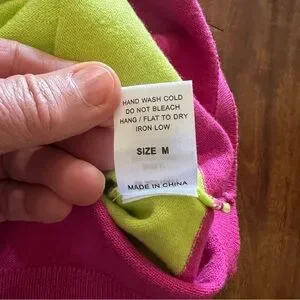 HAND WASH COLD
DO NOT BLEACH
HANG / FLAT TO DRY
IRON LOW
SIZE M
MADE IN CHINA